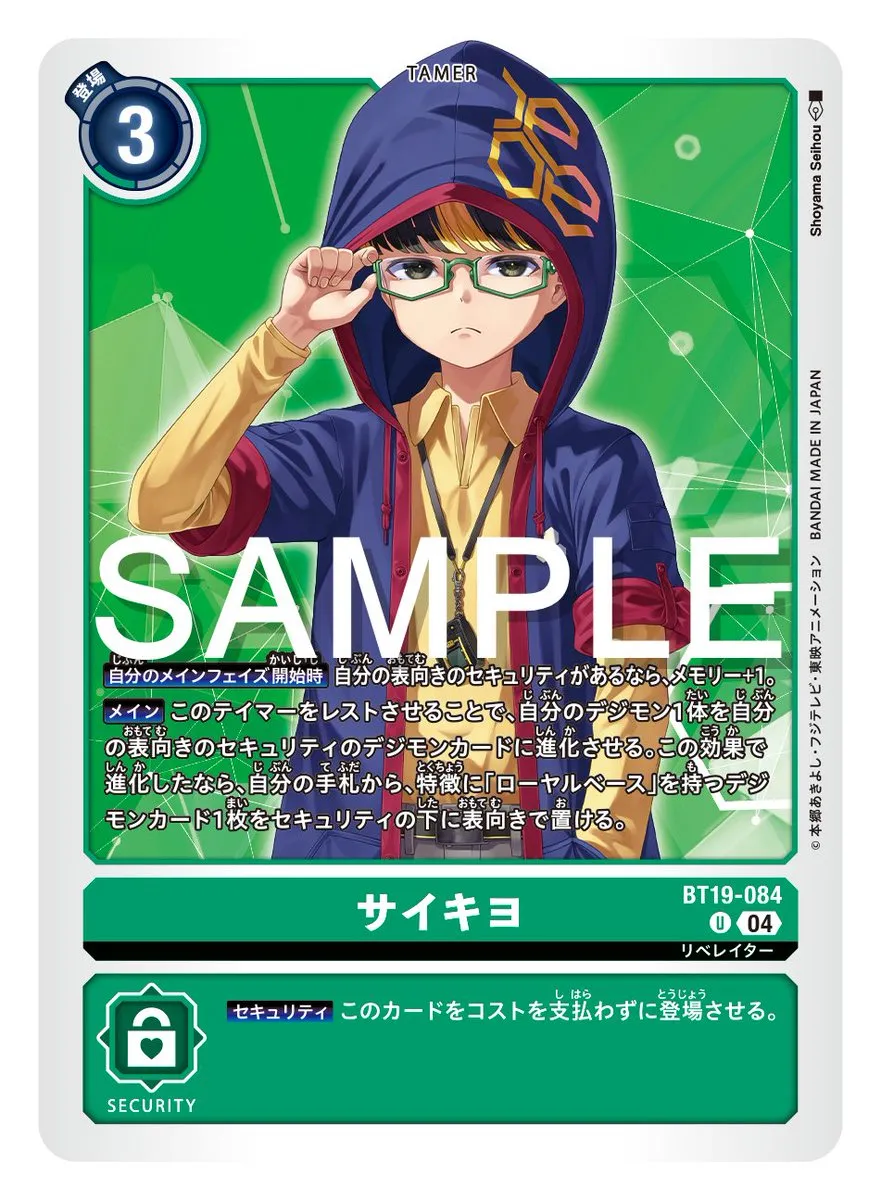 登場
3
TAMER
Shoyama Seihou
BANDAI MADE IN JAPAN
©本郷あきよし・フジテレビ・東映アニメーション
SAMPLE
自分のメインフェイズ開始時 自分の表向きのセキュリティがあるなら、メモリー+1。
メイン このテイマーをレストさせることで、自分のデジモン1体を自分
の表向きのセキュリティのデジモンカードに進化させる。この効果で
進化したなら、自分の手札から、特徴に「ローヤルベース」を持つデジ
モンカード1枚をセキュリティの下に表向きで置ける。
サイキヨ
BT19-084
U 04
リベレイター
セキュリティ このカードをコストを支払わずに登場させる。
SECURITY